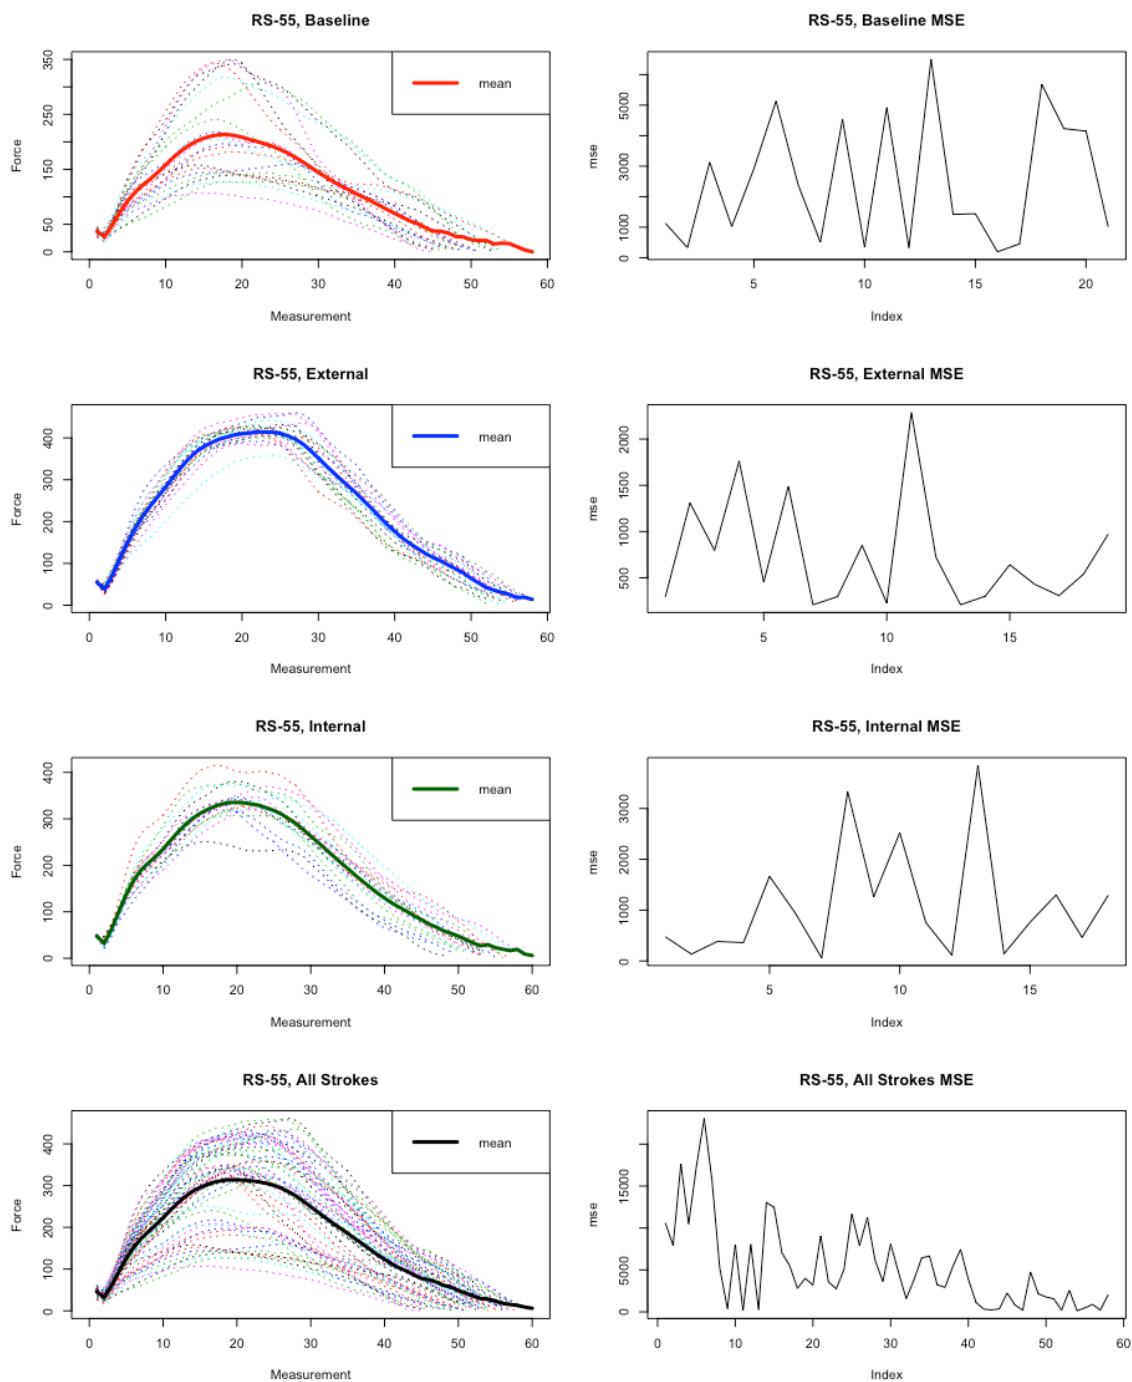 RS-55, Baseline
Force
350
250
150
50
0
mean
0 10 20 30 40 50 60
Measurement
RS-55, Baseline MSE
mse
5000
3000
1000
0
5 10 15 20
Index
RS-55, External
Force
400
300
200
100
0
mean
0 10 20 30 40 50 60
Measurement
RS-55, External MSE
mse
2000
1500
1000
500
5 10 15
Index
RS-55, Internal
Force
400
300
200
100
0
mean
0 10 20 30 40 50 60
Measurement
RS-55, Internal MSE
mse
3000
2000
1000
0
5 10 15
Index
RS-55, All Strokes
Force
400
300
200
100
0
mean
0 10 20 30 40 50 60
Measurement
RS-55, All Strokes MSE
mse
15000
5000
0
0 10 20 30 40 50 60
Index